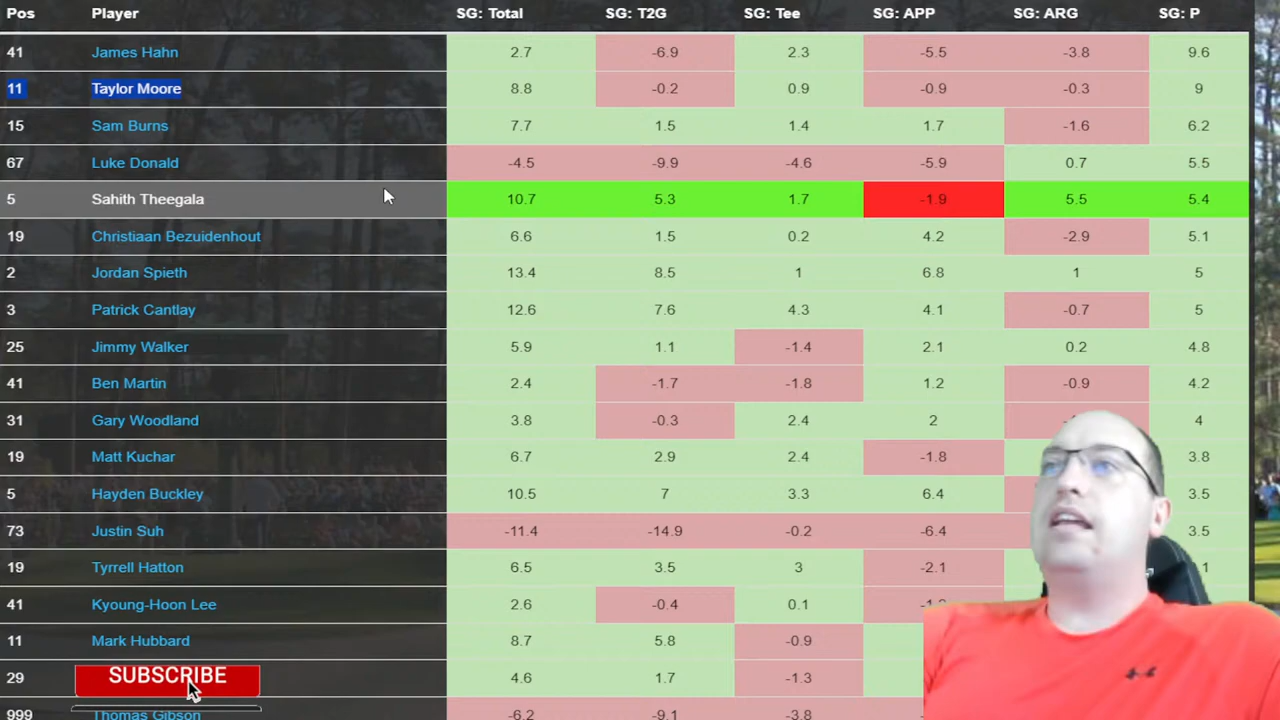 Pos Player SG: Total SG: T2G SG: Tee SG: APP SG: ARG SG: P
41 James Hahn 2.7 -6.9 2.3 -5.5 -3.8 9.6
11 Taylor Moore 8.8 -0.2 0.9 -0.9 -0.3 9
15 Sam Burns 7.7 1.5 1.4 1.7 -1.6 6.2
67 Luke Donald -4.5 -9.9 -4.6 -5.9 0.7 5.5
5 Sahith Theegala 10.7 5.3 1.7 -1.9 5.5 5.4
19 Christiaan Bezuidenhout 6.6 1.5 0.2 4.2 -2.9 5.1
2 Jordan Spieth 13.4 8.5 1 6.8 1 5
3 Patrick Cantlay 12.6 7.6 4.3 4.1 -0.7 5
25 Jimmy Walker 5.9 1.1 -1.4 2.1 0.2 4.8
41 Ben Martin 2.4 -1.7 -1.8 1.2 -0.9 4.2
31 Gary Woodland 3.8 -0.3 2.4 2 4
19 Matt Kuchar 6.7 2.9 2.4 -1.8 3.8
5 Hayden Buckley 10.5 7 3.3 6.4 3.5
73 Justin Suh -11.4 -14.9 -0.2 -6.4 3.5
19 Tyrrell Hatton 6.5 3.5 3 -2.1 1
41 Kyoung-Hoon Lee 2.6 -0.4 0.1
11 Mark Hubbard 8.7 5.8 -0.9
29 SUBSCRIBE 4.6 1.7 -1.3
999 Thomas Gibson -6.2 -9.1 -3.8